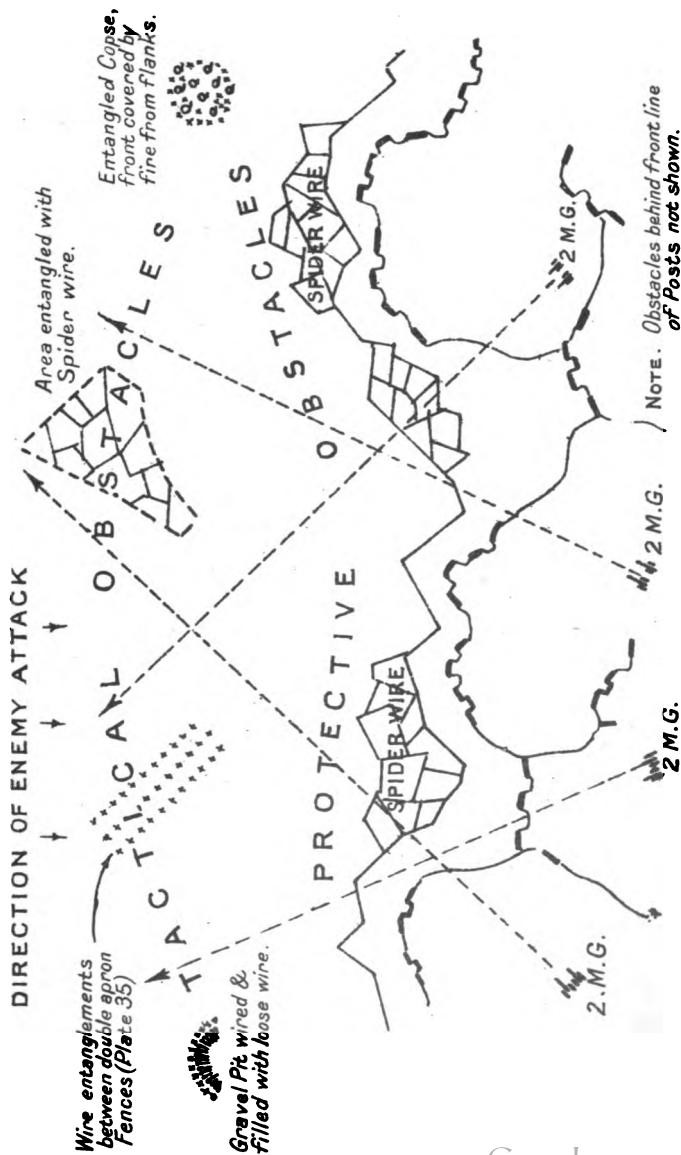 DIRECTION OF ENEMY ATTACK
Wire entanglements
between double apron
Fences (Plate 35)
Area entangled with
Spider wire.
Entangled Copse,
front covered by
fire from flanks.
TACTICAL OBSTACLES
Gravel Pit wired &
filled with loose wire.
PROTECTIVE OBSTACLES
SPIDER WIRE
SPIDER WIRE
2. M.G.
2 M.G.
2 M.G.
2 M.G.
NOTE. Obstacles behind front line
of Posts not shown.